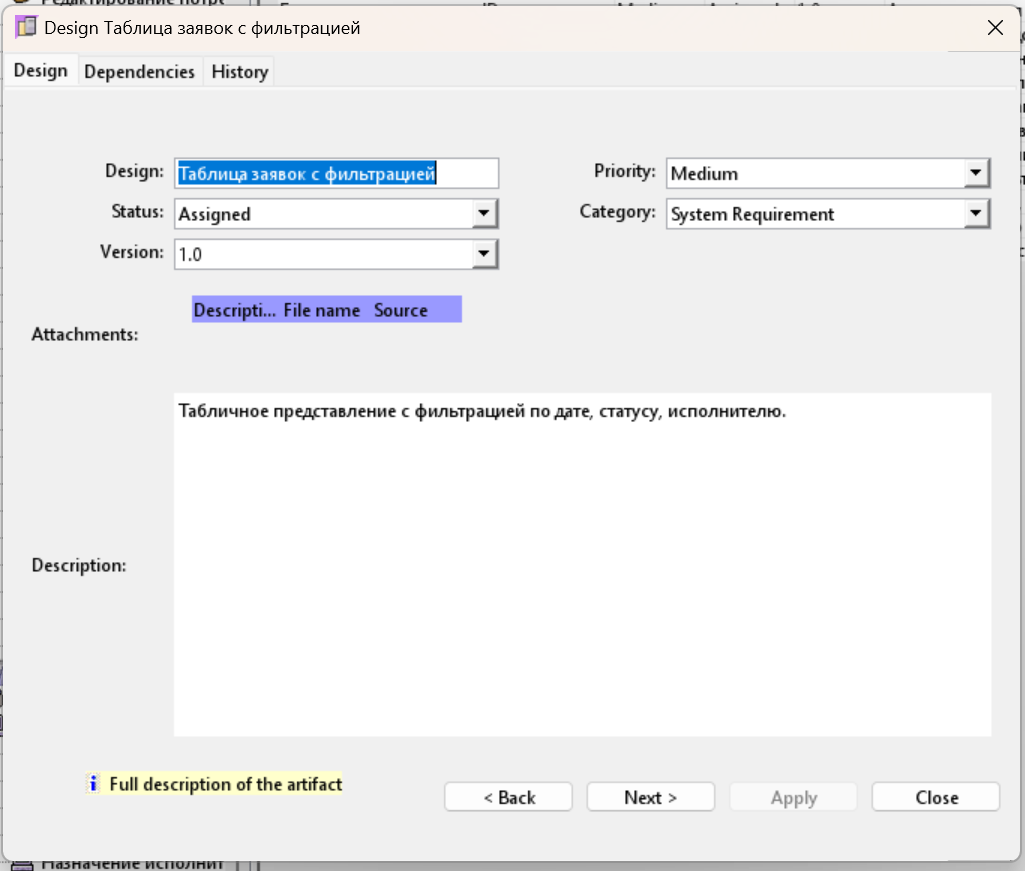 Design Таблица заявок с фильтрацией
Design Dependencies History
Design: Таблица заявок с фильтрацией Priority: Medium
Status: Assigned Category: System Requirement
Version: 1.0
Descripti... File name Source
Attachments:
Табличное представление с фильтрацией по дате, статусу, исполнителю.
Description:
Full description of the artifact
< Back Next > Apply Close
Назначение исполнит